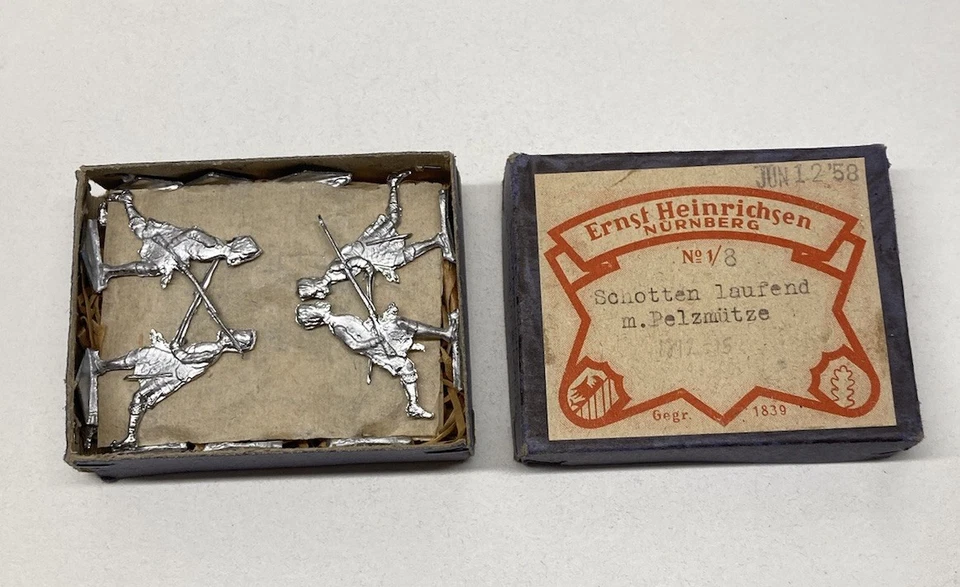 JUN 12 '58
Ernst Heinrichsen
NÜRNBERG
No 1/8
Schotten laufend
m.Pelzmütze
Gegr. 1839